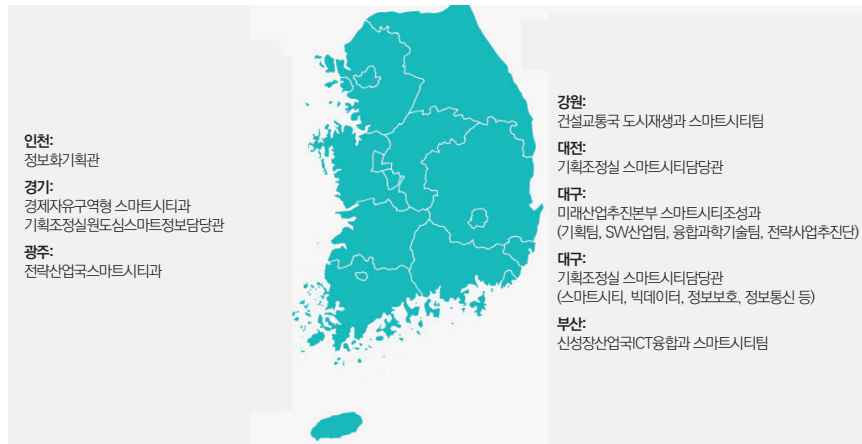 인천:
정보화기획관
경기:
경제자유구역형 스마트시티과
기획조정실원도심스마트정보담당관
광주:
전략산업국스마트시티과
강원:
건설교통국 도시재생과 스마트시티팀
대전:
기획조정실 스마트시티담당관
대구:
미래산업추진본부 스마트시티조성과
(기획팀, SW산업팀, 융합과학기술팀, 전략사업추진단)
대구:
기획조정실 스마트시티담당관
(스마트시티, 빅데이터, 정보보호, 정보통신 등)
부산:
신성장산업국ICT융합과 스마트시티팀